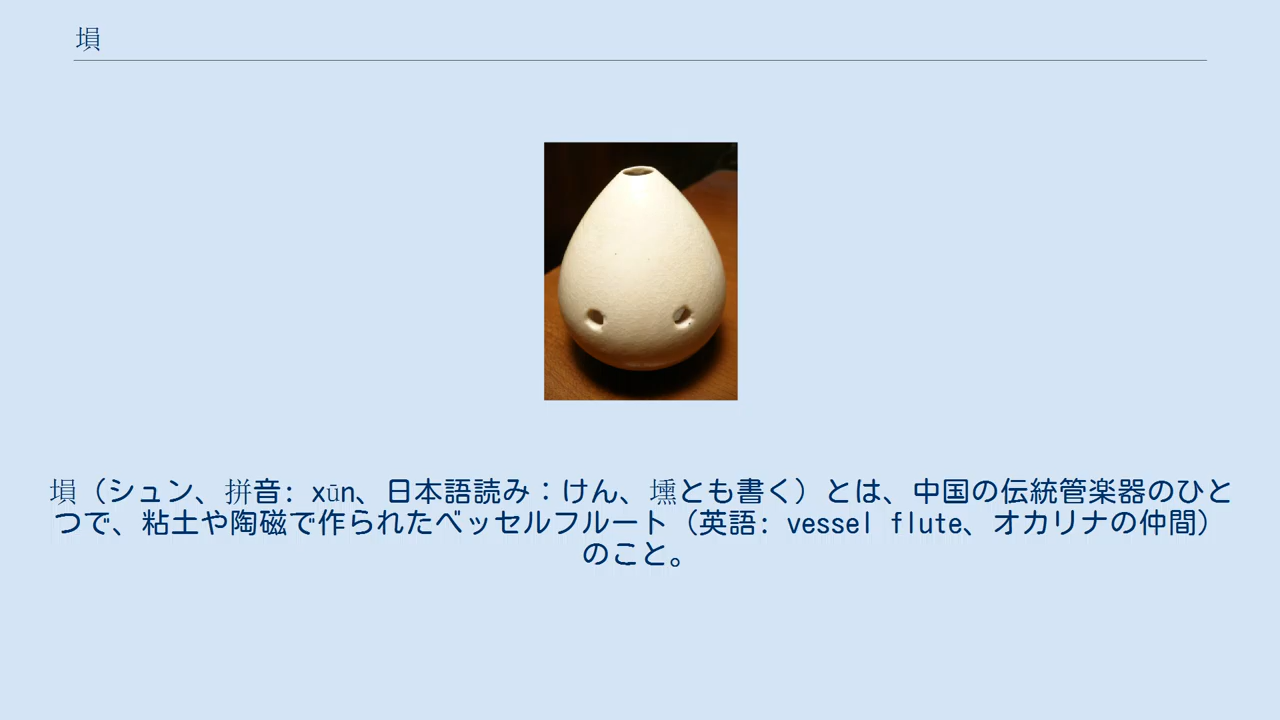 塤
塤（シュン、拼音: xūn、日本語読み：けん、壎とも書く）とは、中国の伝統管楽器のひと
つで、粘土や陶磁で作られたベッセルフルート（英語: vessel flute、オカリナの仲間）
のこと。